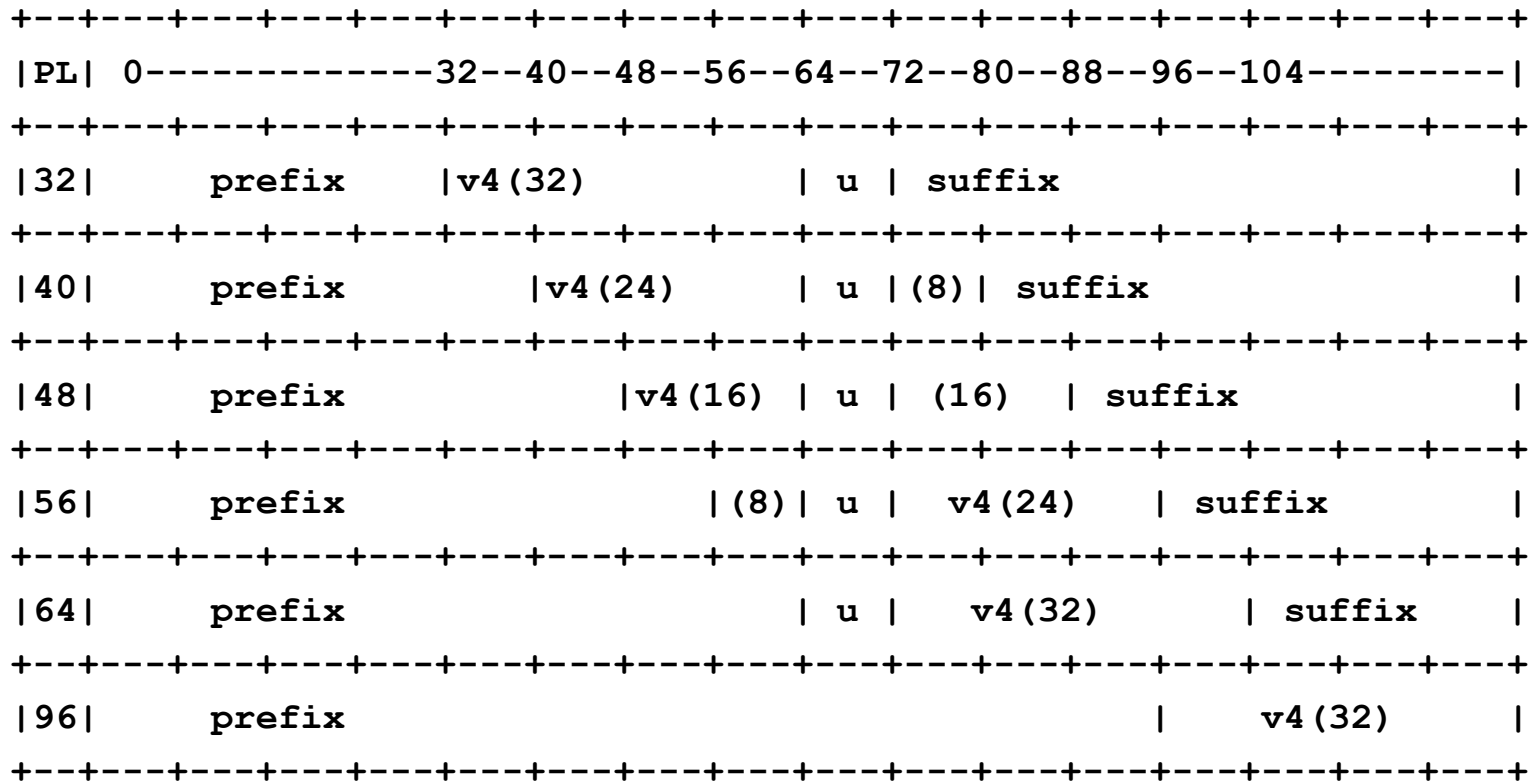 +--+---+---+---+---+---+---+---+---+---+---+---+---+---+---+---+---+
|PL| 0-------------32--40--48--56--64--72--80--88--96--104---------|
+--+---+---+---+---+---+---+---+---+---+---+---+---+---+---+---+---+
|32|     prefix    |v4(32)         | u | suffix                    |
+--+---+---+---+---+---+---+---+---+---+---+---+---+---+---+---+---+
|40|     prefix        |v4(24)     | u |(8)| suffix                |
+--+---+---+---+---+---+---+---+---+---+---+---+---+---+---+---+---+
|48|     prefix            |v4(16) | u | (16)  | suffix            |
+--+---+---+---+---+---+---+---+---+---+---+---+---+---+---+---+---+
|56|     prefix                |(8)| u |  v4(24)   | suffix        |
+--+---+---+---+---+---+---+---+---+---+---+---+---+---+---+---+---+
|64|     prefix                    | u |   v4(32)      | suffix    |
+--+---+---+---+---+---+---+---+---+---+---+---+---+---+---+---+---+
|96|     prefix                                    |    v4(32)     |
+--+---+---+---+---+---+---+---+---+---+---+---+---+---+---+---+---+